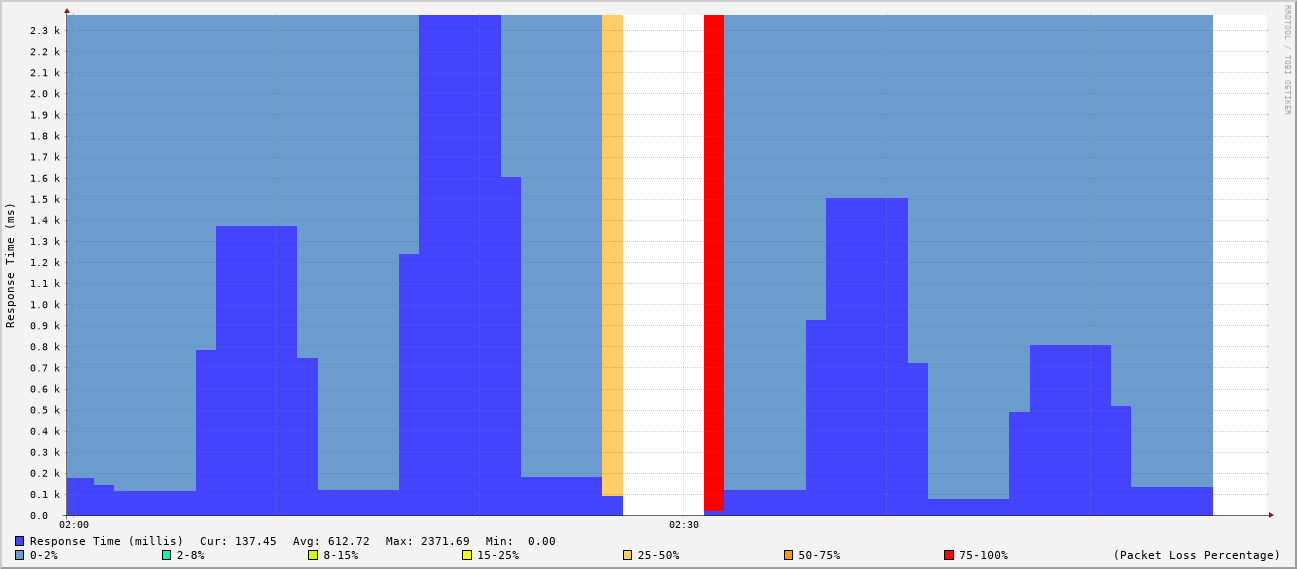 RRDTOOL / TOBI OETIKER
Response Time (ms)
2.3 k
2.2 k
2.1 k
2.0 k
1.9 k
1.8 k
1.7 k
1.6 k
1.5 k
1.4 k
1.3 k
1.2 k
1.1 k
1.0 k
0.9 k
0.8 k
0.7 k
0.6 k
0.5 k
0.4 k
0.3 k
0.2 k
0.1 k
0.0
02:00 02:30
Response Time (millis) Cur: 137.45 Avg: 612.72 Max: 2371.69 Min: 0.00
0-2% 2-8% 8-15% 15-25% 25-50% 50-75% 75-100% (Packet Loss Percentage)